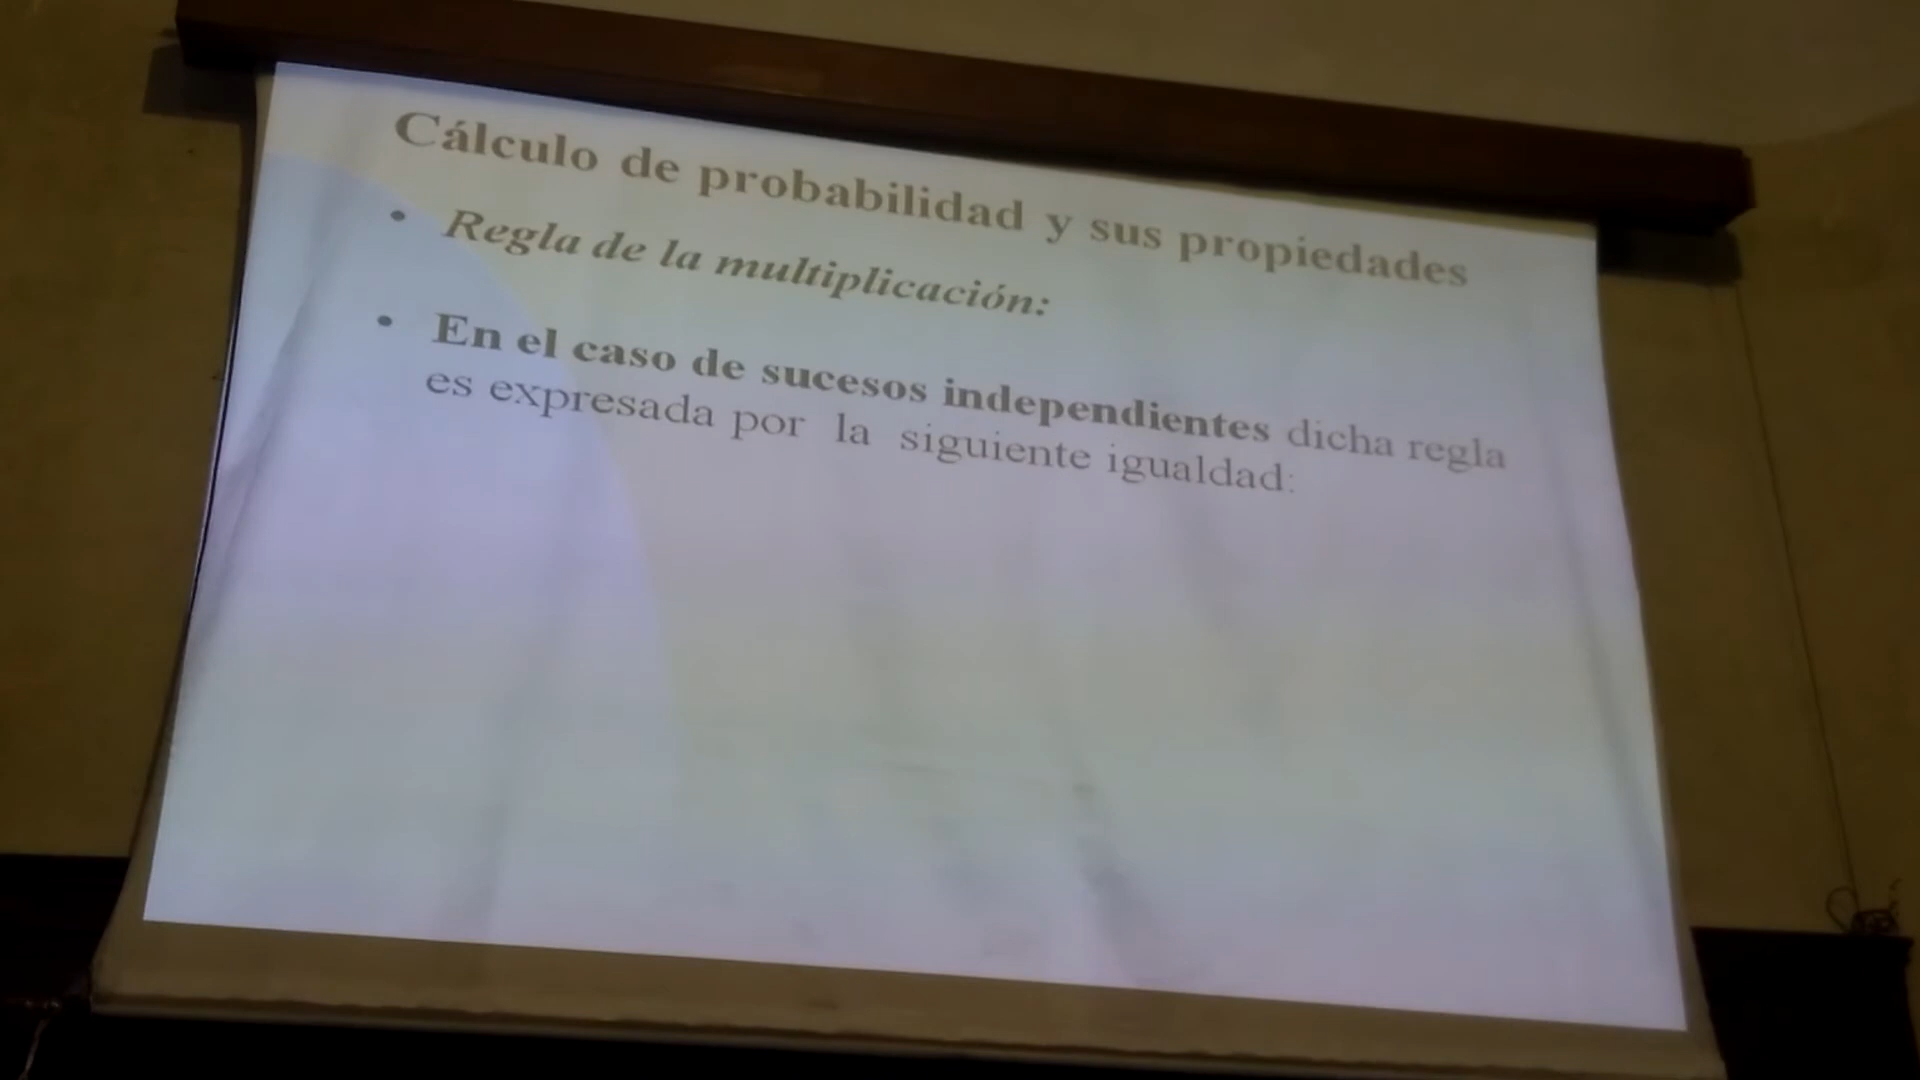 Cálculo de probabilidad y sus propiedades
• Regla de la multiplicación:
• En el caso de sucesos independientes dicha regla
es expresada por la siguiente igualdad: